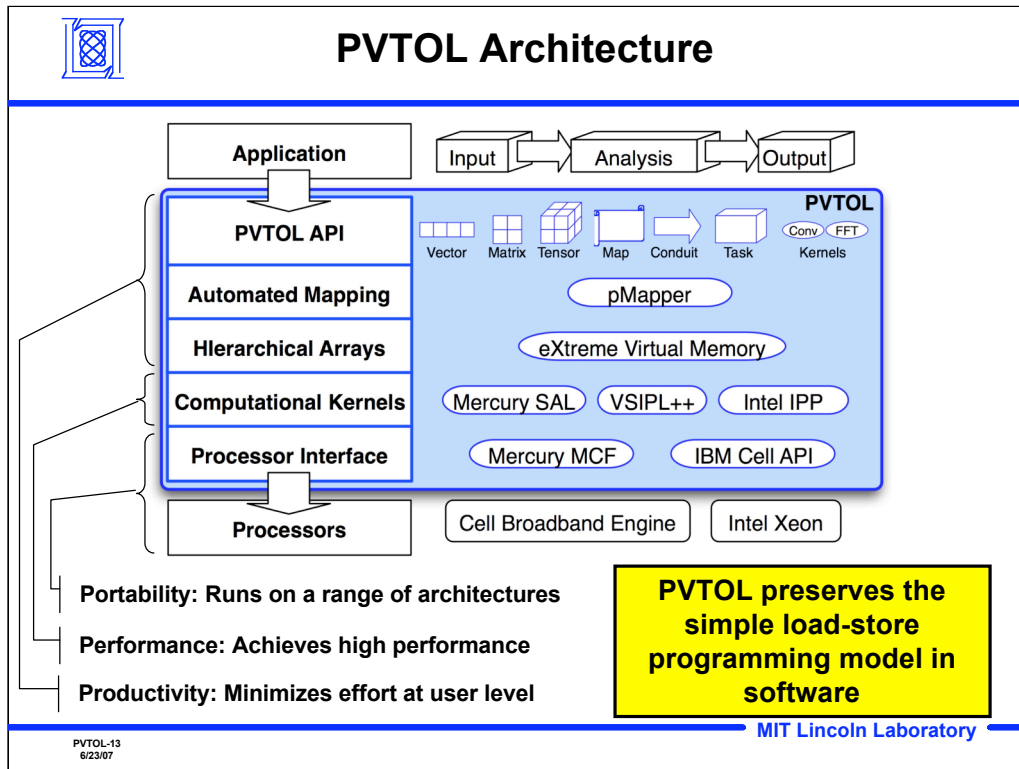 PVTOL Architecture
Application
Input
Analysis
Output
PVTOL
PVTOL API
Vector
Matrix
Tensor
Map
Conduit
Task
Conv
FFT
Kernels
Automated Mapping
pMapper
HIerarchical Arrays
eXtreme Virtual Memory
Computational Kernels
Mercury SAL
VSIPL++
Intel IPP
Processor Interface
Mercury MCF
IBM Cell API
Processors
Cell Broadband Engine
Intel Xeon
Portability: Runs on a range of architectures
Performance: Achieves high performance
Productivity: Minimizes effort at user level
PVTOL preserves the
simple load-store
programming model in
software
MIT Lincoln Laboratory
PVTOL-13
6/23/07